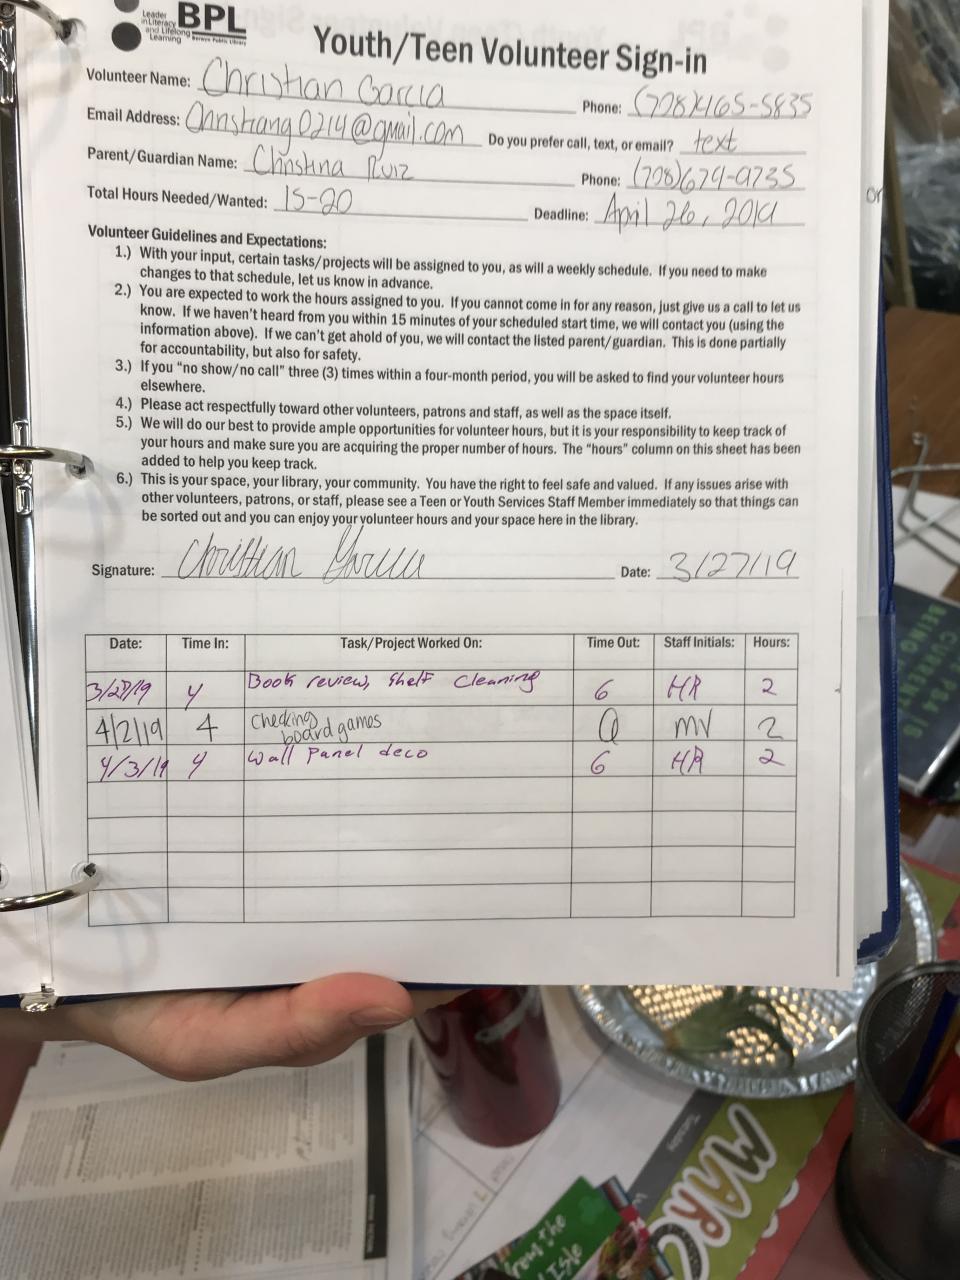 Leader
in Literacy
and Lifelong
Learning
BPL
Berwyn Public Library
Youth/Teen Volunteer Sign-in
Volunteer Name: Christian Garcia Phone: (708)465-5835
Email Address: Christiang0214@gmail.com Do you prefer call, text, or email? text
Parent/Guardian Name: Christina Ruiz Phone: (708)679-9735
Total Hours Needed/Wanted: 15-20 Deadline: April 26, 2019
Volunteer Guidelines and Expectations:
1.) With your input, certain tasks/projects will be assigned to you, as will a weekly schedule. If you need to make
changes to that schedule, let us know in advance.
2.) You are expected to work the hours assigned to you. If you cannot come in for any reason, just give us a call to let us
know. If we haven't heard from you within 15 minutes of your scheduled start time, we will contact you (using the
information above). If we can't get ahold of you, we will contact the listed parent/guardian. This is done partially
for accountability, but also for safety.
3.) If you "no show/no call" three (3) times within a four-month period, you will be asked to find your volunteer hours
elsewhere.
4.) Please act respectfully toward other volunteers, patrons and staff, as well as the space itself.
5.) We will do our best to provide ample opportunities for volunteer hours, but it is your responsibility to keep track of
your hours and make sure you are acquiring the proper number of hours. The "hours" column on this sheet has been
added to help you keep track.
6.) This is your space, your library, your community. You have the right to feel safe and valued. If any issues arise with
other volunteers, patrons, or staff, please see a Teen or Youth Services Staff Member immediately so that things can
be sorted out and you can enjoy your volunteer hours and your space here in the library.
Signature: Christian Garcia Date: 3/27/19
Date: Time In: Task/Project Worked On: Time Out: Staff Initials: Hours:
3/27/19 4 Book review, Shelf Cleaning 6 HR 2
4/2/19 4 Checking board games MV 2
4/3/19 4 Wall Panel deco 6 HR 2
or
MARC
from the
Isle
Tuesday